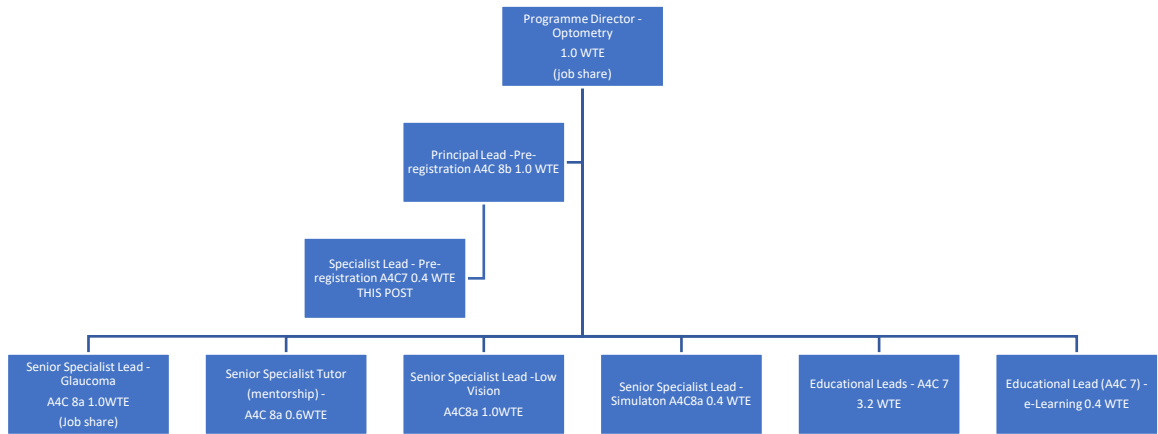 Programme Director -
Optometry
1.0 WTE
(job share)
Principal Lead -Pre-
registration A4C 8b 1.0 WTE
Specialist Lead - Pre-
registration A4C7 0.4 WTE
THIS POST
Senior Specialist Lead -
Glaucoma
A4C 8a 1.0WTE
(Job share)
Senior Specialist Tutor
(mentorship) -
A4C 8a 0.6WTE
Senior Specialist Lead -Low
Vision
A4C8a 1.0WTE
Senior Specialist Lead -
Simulaton A4C8a 0.4 WTE
Educational Leads - A4C 7
3.2 WTE
Educational Lead (A4C 7) -
e-Learning 0.4 WTE